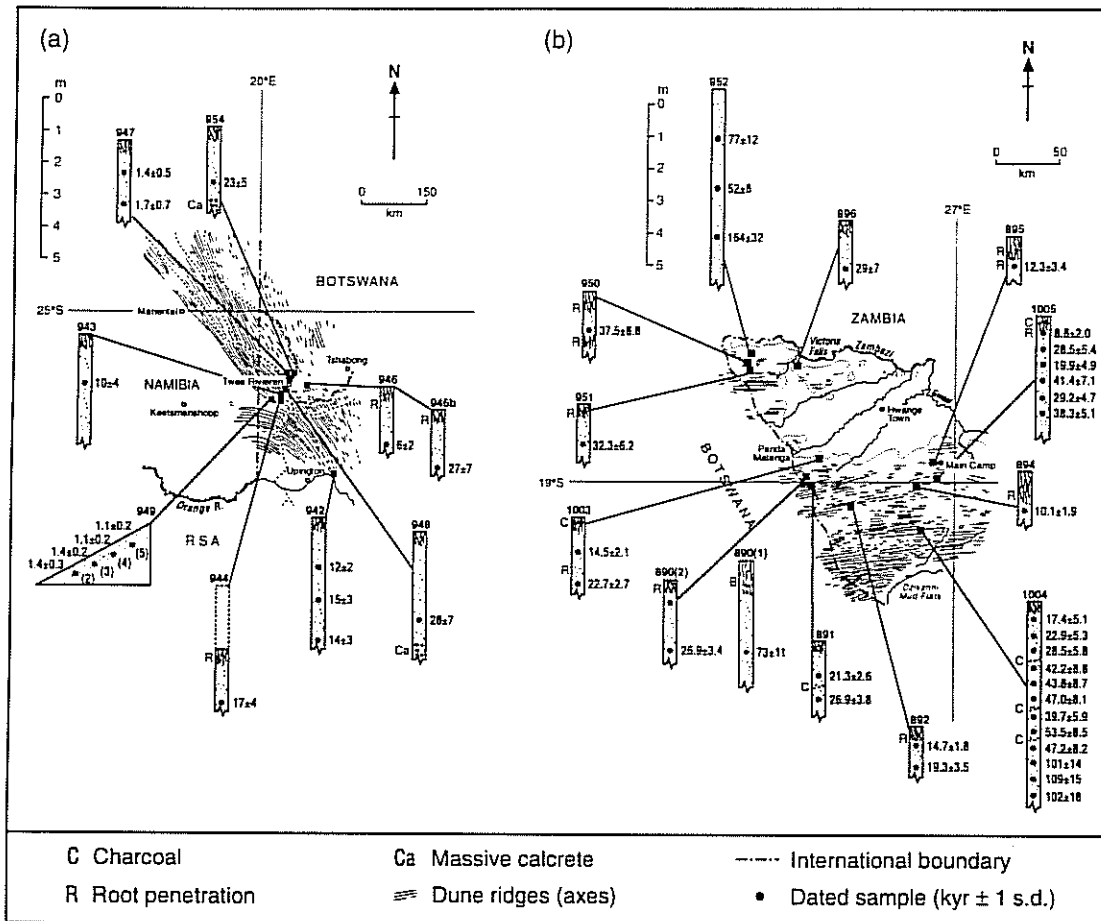 (a)
(b)
N
20°E
m
0
1
2
3
4
5
947
1.4±0.5
1.7±0.7
954
23±5
Ca
0 150
km
BOTSWANA
25°S
Mariental
943
10±4
NAMIBIA
Keetsmanshoop
Twee Rivieren
Tshabong
946
R
6±2
946b
R
27±7
Upington
Orange R.
RSA
949
1.1±0.2
1.1±0.2
1.4±0.2
1.4±0.3
(5)
(4)
(3)
(2)
944
R
17±4
942
12±2
15±3
14±3
948
28±7
Ca
952
77±12
52±8
164±32
m
0
1
2
3
4
5
N
0 50
km
27°E
896
29±7
895
R
R
12.3±3.4
950
R
37.5±6.8
R
ZAMBIA
Victoria Falls
Zambezi
1005
C
R
8.8±2.0
28.5±5.4
19.9±4.9
41.4±7.1
29.2±4.7
38.3±5.1
951
R
32.3±6.2
Hwange Town
BOTSWANA
Panda Matenga
Main Camp
19°S
894
R
10.1±1.9
1003
C
14.5±2.1
R
22.7±2.7
890(2)
R
26.9±3.4
890(1)
B
73±11
891
21.3±2.6
C
26.9±3.8
892
R
14.7±1.8
19.3±3.5
Mud Flats
1004
17.4±5.1
22.9±5.3
28.5±5.8
C
42.2±8.8
43.8±8.7
47.0±8.1
C
39.7±5.9
53.5±8.5
C
47.2±8.2
101±14
109±15
102±18
C Charcoal
R Root penetration
Ca Massive calcrete
Dune ridges (axes)
International boundary
Dated sample (kyr ± 1 s.d.)